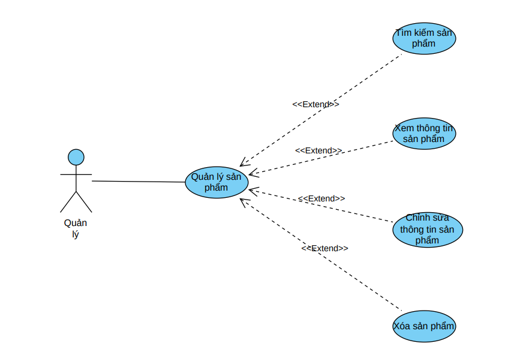 Tìm kiếm sản
phẩm
<<Extend>>
Xem thông tin
sản phẩm
<<Extend>>
Quản lý sản
phẩm
<<Extend>>
Chỉnh sửa
thông tin sản
phẩm
Quản
lý
<<Extend>>
Xóa sản phẩm